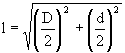 l = √((D/2)² + (d/2)²)